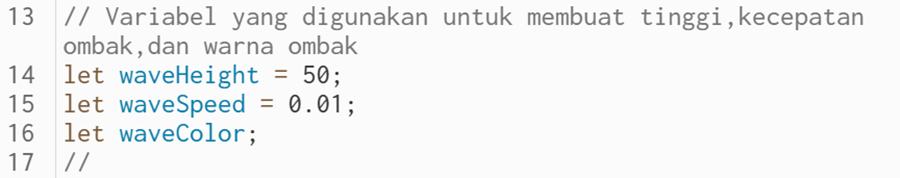 13 // Variabel yang digunakan untuk membuat tinggi,kecepatan
ombak,dan warna ombak
14 let waveHeight = 50;
15 let waveSpeed = 0.01;
16 let waveColor;
17 //